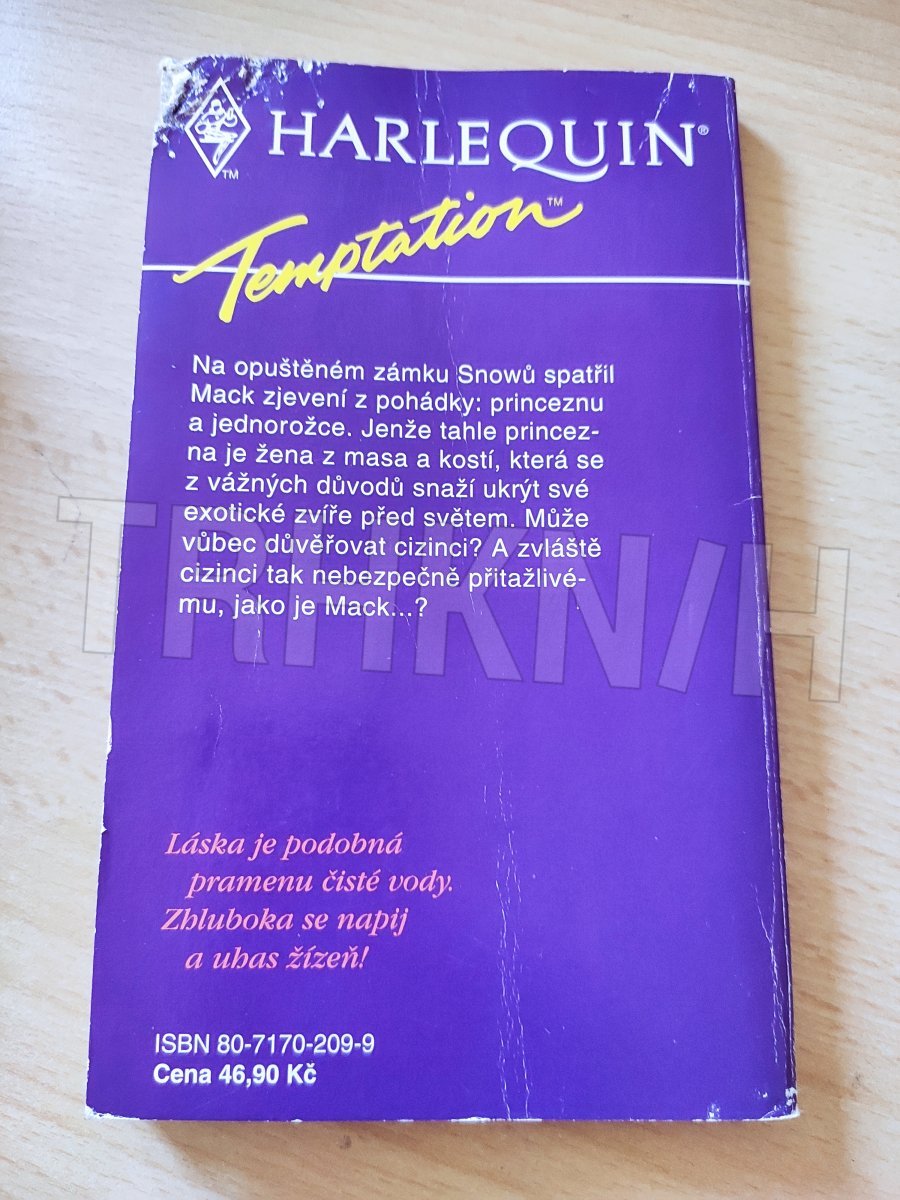 HARLEQUIN®
TM
Temptation™
Na opuštěném zámku Snowů spatřil
Mack zjevení z pohádky: princeznu
a jednorožce. Jenže tahle princez-
na je žena z masa a kostí, která se
z vážných důvodů snaží ukrýt své
exotické zvíře před světem. Může
vůbec důvěřovat cizinci? A zvláště
cizinci tak nebezpečně přitažlivé-
mu, jako je Mack...?
TRHKNIH
Láska je podobná
pramenu čisté vody.
Zhluboka se napij
a uhas žízeň!
ISBN 80-7170-209-9
Cena 46,90 Kč